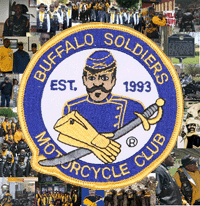 BUFFALO SOLDIERS
EST. 1993
MOTORCYCLE CLUB
®